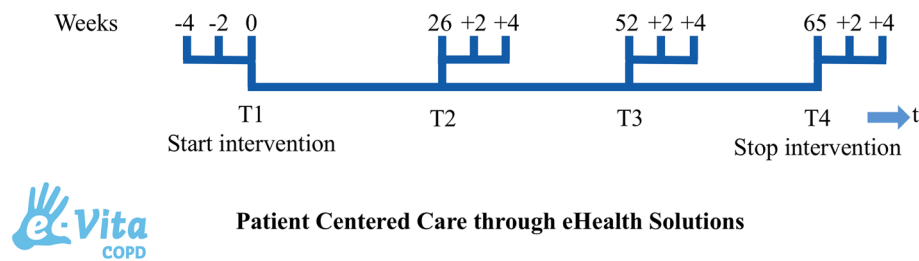 Weeks -4 -2 0 26 +2 +4 52 +2 +4 65 +2 +4
T1 T2 T3 T4 t
Start intervention Stop intervention
e-Vita
COPD
Patient Centered Care through eHealth Solutions